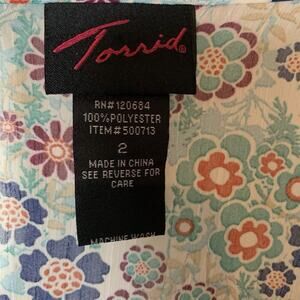 Torrid®
RN#120684
100%POLYESTER
ITEM#500713
2
MADE IN CHINA
SEE REVERSE FOR
CARE
MACHINE WASH